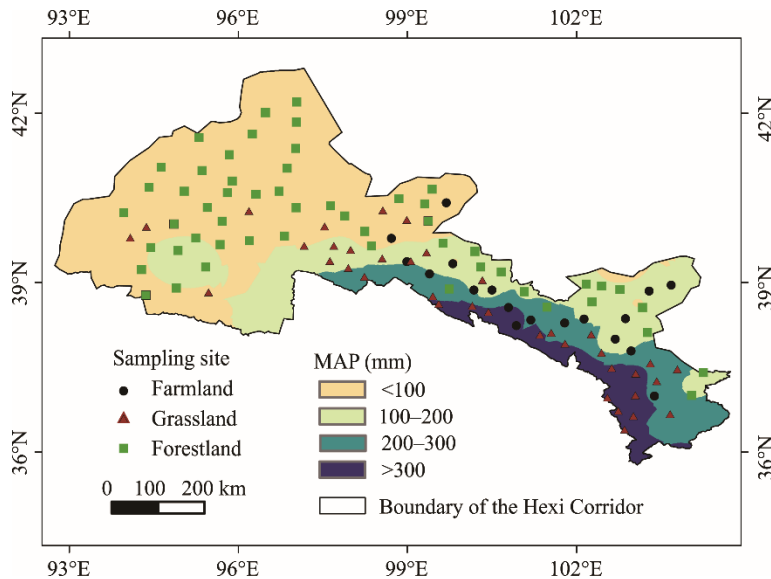 93°E 96°E 99°E 102°E
42°N 42°N
39°N 39°N
Sampling site MAP (mm)
Farmland <100
Grassland 100–200
Forestland 200–300
>300
36°N 36°N
0 100 200 km
Boundary of the Hexi Corridor
93°E 96°E 99°E 102°E